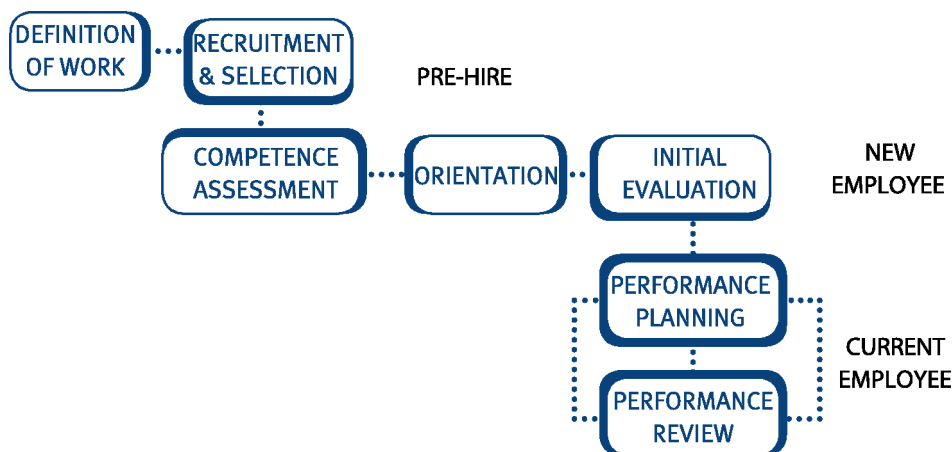 DEFINITION
OF WORK
RECRUITMENT
& SELECTION
PRE-HIRE
COMPETENCE
ASSESSMENT
ORIENTATION
INITIAL
EVALUATION
NEW
EMPLOYEE
PERFORMANCE
PLANNING
CURRENT
EMPLOYEE
PERFORMANCE
REVIEW